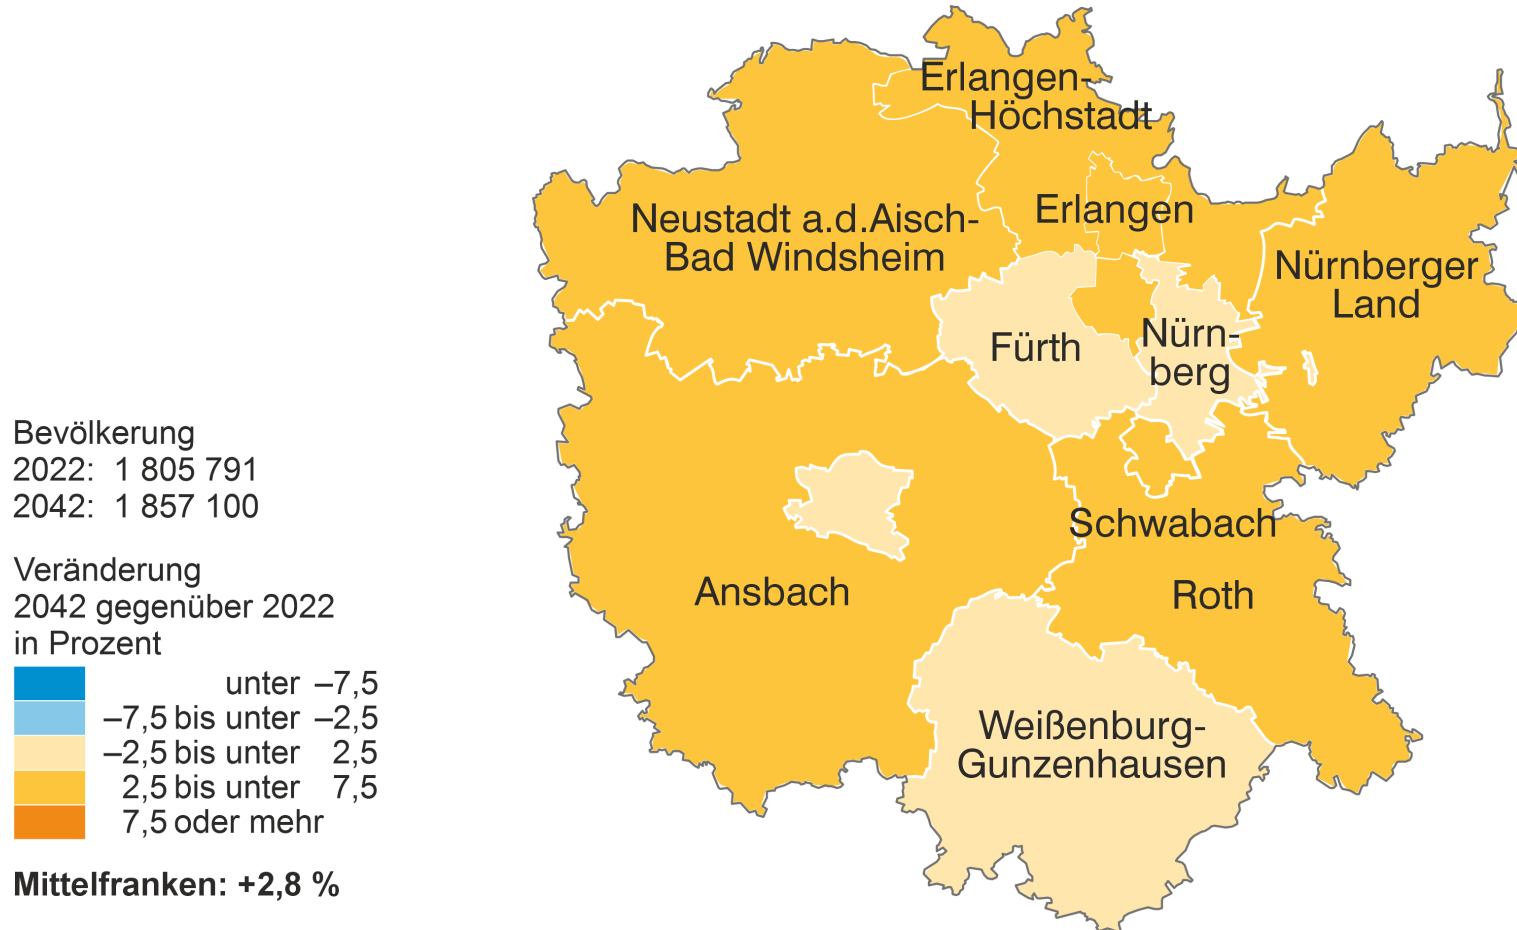 Erlangen-
Höchstadt
Neustadt a.d.Aisch-
Bad Windsheim
Erlangen
Nürnberger
Land
Fürth
Nürn-
berg
Schwabach
Ansbach
Roth
Weißenburg-
Gunzenhausen
Bevölkerung
2022: 1 805 791
2042: 1 857 100
Veränderung
2042 gegenüber 2022
in Prozent
unter –7,5
–7,5 bis unter –2,5
–2,5 bis unter 2,5
2,5 bis unter 7,5
7,5 oder mehr
Mittelfranken: +2,8 %